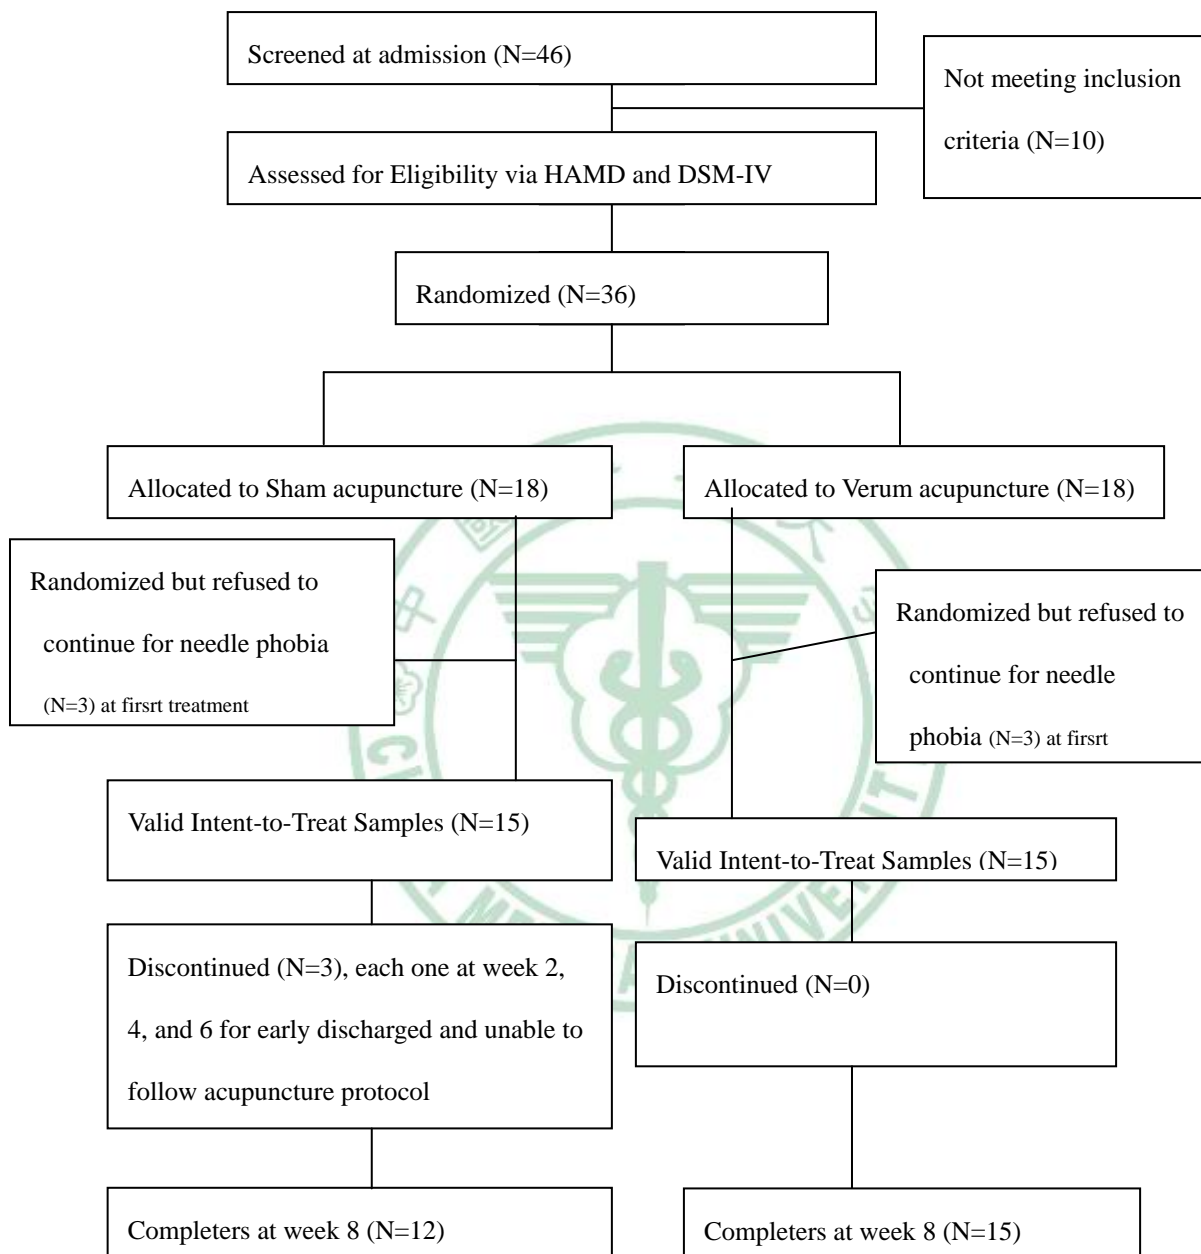 Screened at admission (N=46)
Not meeting inclusion
criteria (N=10)
Assessed for Eligibility via HAMD and DSM-IV
Randomized (N=36)
Allocated to Sham acupuncture (N=18)
Allocated to Verum acupuncture (N=18)
Randomized but refused to
continue for needle phobia
(N=3) at firsrt treatment
Randomized but refused to
continue for needle
phobia (N=3) at firsrt
Valid Intent-to-Treat Samples (N=15)
Valid Intent-to-Treat Samples (N=15)
Discontinued (N=3), each one at week 2,
4, and 6 for early discharged and unable to
follow acupuncture protocol
Discontinued (N=0)
Completers at week 8 (N=12)
Completers at week 8 (N=15)